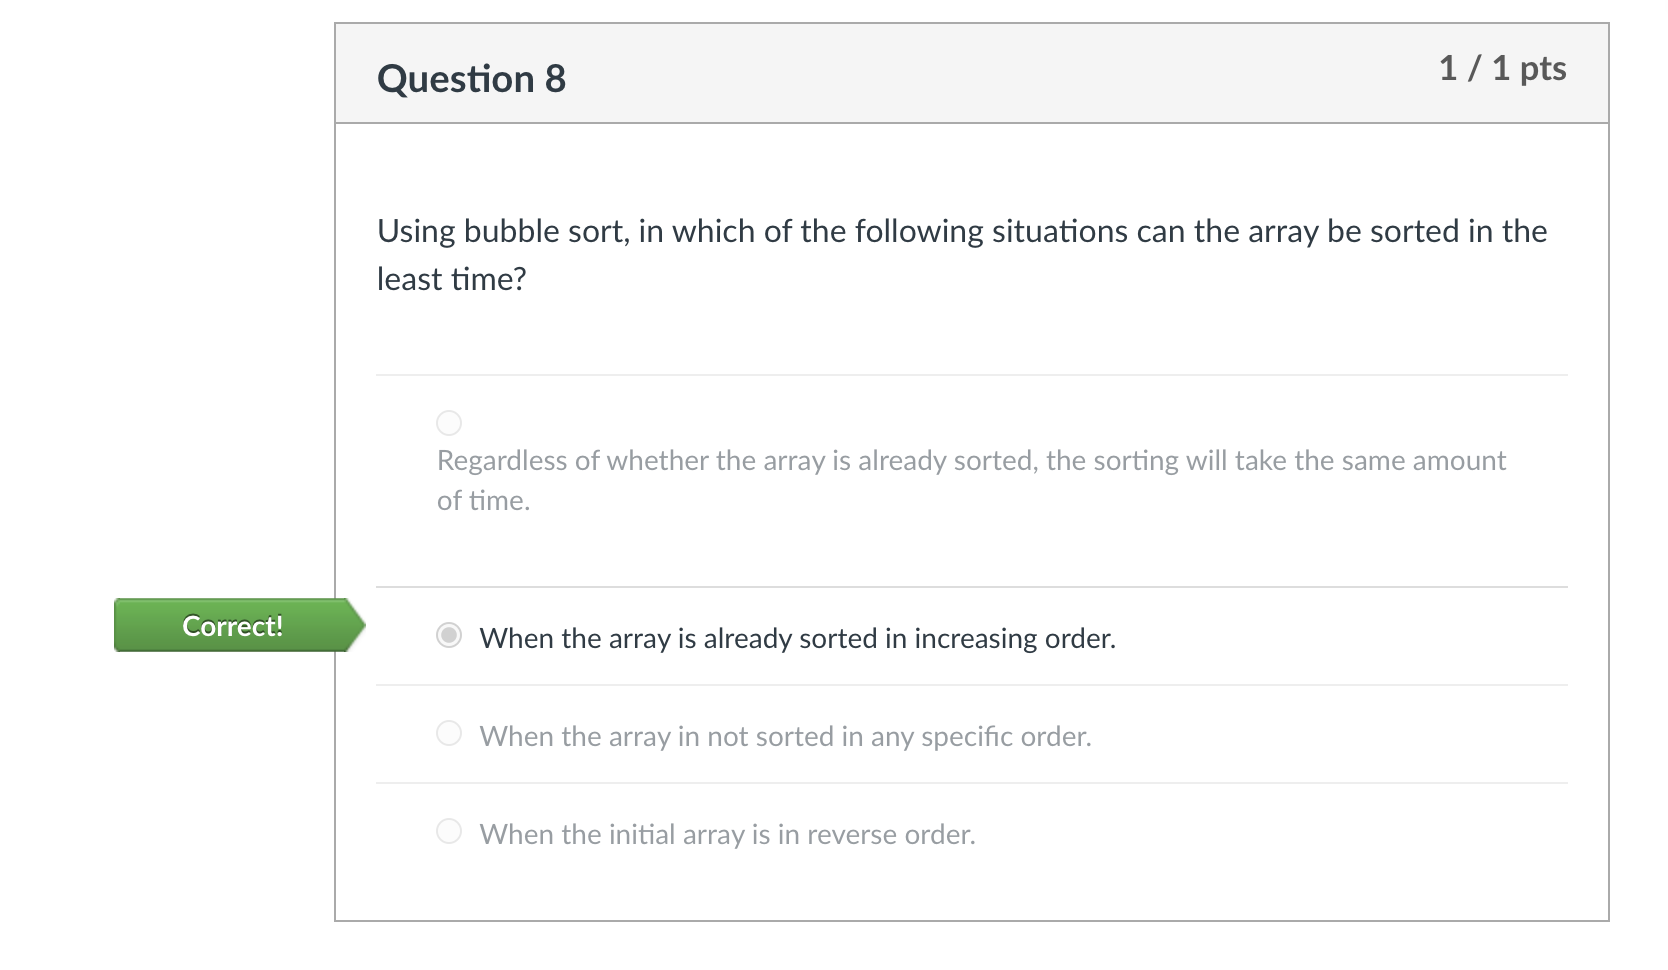 Question 8
1 / 1 pts
Using bubble sort, in which of the following situations can the array be sorted in the
least time?
Regardless of whether the array is already sorted, the sorting will take the same amount
of time.
Correct!
When the array is already sorted in increasing order.
When the array in not sorted in any specific order.
When the initial array is in reverse order.